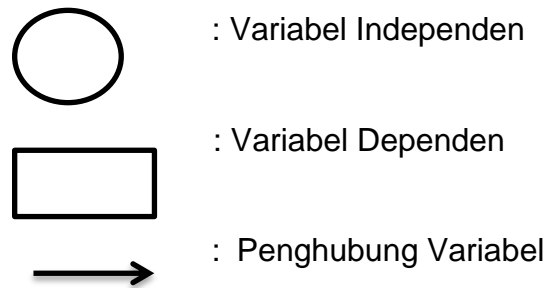 : Variabel Independen
: Variabel Dependen
: Penghubung Variabel